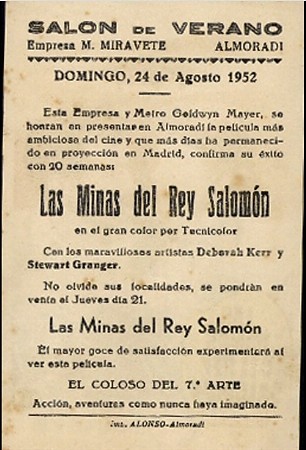 SALON DE VERANO
Empresa M. MIRAVETE ALMORADI
DOMINGO, 24 de Agosto 1952
Esta Empresa y Metro Goldwyn Mayer, se
honran en presentar en Almoradi la película más
ambiciosa del cine y que más días ha permaneci-
do en proyección en Madrid, confirma su éxito
con 20 semanas:
Las Minas del Rey Salomón
en el gran color por Tecnicolor
Con los maravillosos artistas Deborah Kerr y
Stewart Granger.
No olvide sus localidades, se pondrán en
venta el Jueves día 21.
Las Minas del Rey Salomón
El mayor goce de satisfacción experimentará al
ver esta película.
EL COLOSO DEL 7.º ARTE
Acción, aventuras como nunca haya imaginado.
Imp. ALONSO-Almoradi